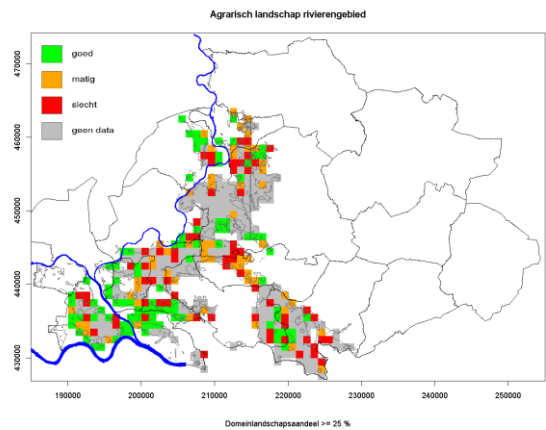 Agrarisch landschap rivierengebied
goed
matig
slecht
geen data
470000
460000
450000
440000
430000
190000 200000 210000 220000 230000 240000 250000
Domeinlandschapsaandeel >= 25 %